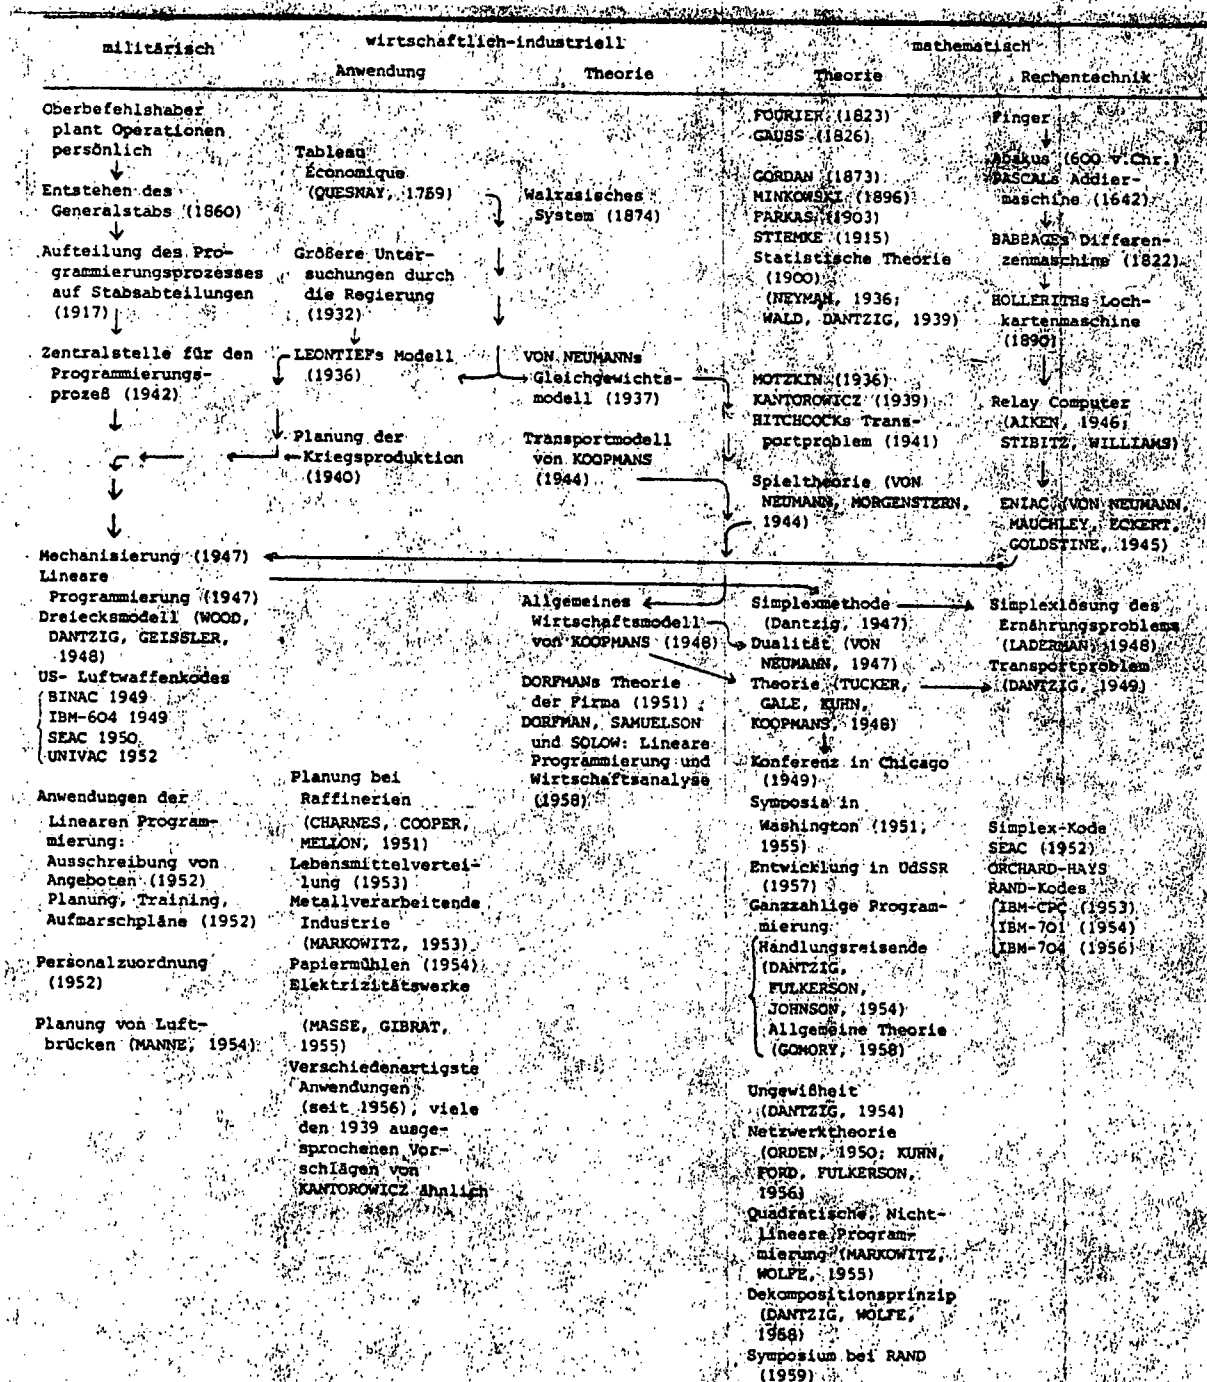 militärisch
wirtschaftlich-industriell
mathematisch
Anwendung
Theorie
Theorie
Rechentechnik
Oberbefehlshaber
plant Operationen
persönlich
Entstehen des
Generalstabs (1860)
Aufteilung des Pro-
grammierungsprozesses
auf Stabsabteilungen
(1917)
Zentralstelle für den
Programmierungs-
prozeß (1942)
Mechanisierung (1947)
Lineare
Programmierung (1947)
Dreiecksmodell (WOOD,
DANTZIG, GEISSLER,
1948)
US- Luftwaffenkodes
BINAC 1949
IBM-604 1949
SEAC 1950
UNIVAC 1952
Anwendungen der
Linearen Program-
mierung:
Ausschreibung von
Angeboten (1952)
Planung, Training,
Aufmarschpläne (1952)
Personalzuordnung
(1952)
Planung von Luft-
brücken (MANNE, 1954)
Tableau
Économique
(QUESNAY, 1759)
Größere Unter-
suchungen durch
die Regierung
(1932)
LEONTIEFs Modell
(1936)
Planung der
Kriegsproduktion
(1940)
Planung bei
Raffinerien
(CHARNES, COOPER,
MELLON, 1951)
Lebensmittelvertei-
lung (1953)
Metallverarbeitende
Industrie
(MARKOWITZ, 1953)
Papiermühlen (1954)
Elektrizitätswerke
(MASSE, GIBRAT,
1955)
Verschiedenartigste
Anwendungen
(seit 1956), viele
den 1939 ausge-
sprochenen Vor-
schlägen von
KANTOROWICZ ähnlich
Walrasisches
System (1874)
VON NEUMANNs
Gleichgewichts-
modell (1937)
Transportmodell
von KOOPMANS
(1944)
Allgemeines
Wirtschaftsmodell
von KOOPMANS (1948)
DORFMANs Theorie
der Firma (1951)
DORFMAN, SAMUELSON
und SOLOW: Lineare
Programmierung und
Wirtschaftsanalyse
(1958)
FOURIER (1823)
GAUSS (1826)
GORDAN (1873)
MINKOWSKI (1896)
FARKAS (1903)
STIEMKE (1915)
Statistische Theorie
(1900)
(NEYMAN, 1936;
WALD, DANTZIG, 1939)
MOTZKIN (1936)
KANTOROWICZ (1939)
HITCHCOCKs Trans-
portproblem (1941)
Spieltheorie (VON
NEUMANN, MORGENSTERN,
1944)
Simplexmethode
(Dantzig, 1947)
Dualität (VON
NEUMANN, 1947)
Theorie (TUCKER,
GALE, KUHN,
KOOPMANS, 1948)
Konferenz in Chicago
(1949)
Symposia in
Washington (1951,
1955)
Entwicklung in UdSSR
(1957)
Ganzzahlige Program-
mierung
Handlungsreisende
(DANTZIG,
FULKERSON,
JOHNSON, 1954)
Allgemeine Theorie
(GOMORY, 1958)
Ungewißheit
(DANTZIG, 1954)
Netzwerktheorie
(ORDEN, 1950; KUHN,
FORD, FULKERSON,
1956)
Quadratische, Nicht-
lineare Program-
mierung (MARKOWITZ,
WOLFE, 1955)
Dekompositionsprinzip
(DANTZIG, WOLFE,
1958)
Symposium bei RAND
(1959)
Finger
Abakus (600 v.Chr.)
PASCALs Addier-
maschine (1642)
BABBAGES Differen-
zenmaschine (1822)
HOLLERITHs Loch-
kartenmaschine
(1890)
Relay Computer
(AIKEN, 1946;
STIBITZ, WILLIAMS)
ENIAC (VON NEUMANN,
MAUCHLEY, ECKERT,
GOLDSTINE, 1945)
Simplexlösung des
Ernährungsproblems
(LADERMAN, 1948)
Transportproblem
(DANTZIG, 1949)
Simplex-Kode
SEAC (1952)
ORCHARD-HAYS
RAND-Kodes
IBM-CPC (1953)
IBM-701 (1954)
IBM-704 (1956)